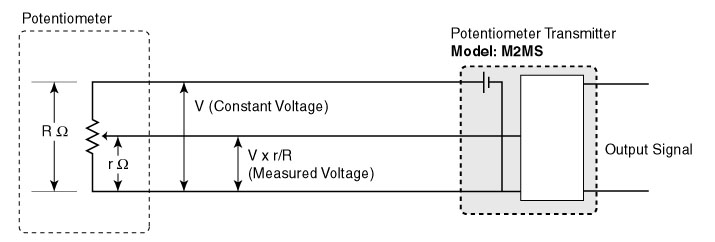 Potentiometer
Potentiometer Transmitter
Model: M2MS
V (Constant Voltage)
R Ω
r Ω
V x r/R
(Measured Voltage)
Output Signal